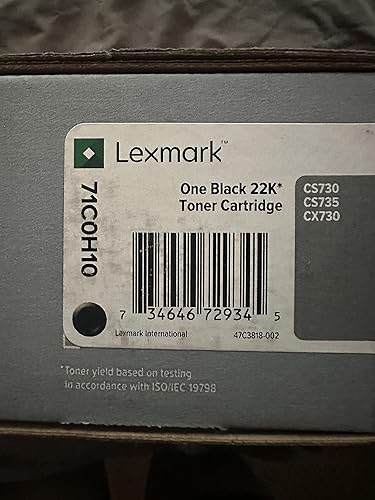 Lexmark™
71C0H10
One Black 22K*
Toner Cartridge
CS730
CS735
CX730
7 34646 72934 5
Lexmark International
47C3818-002
*Toner yield based on testing
in accordance with ISO/IEC 19798